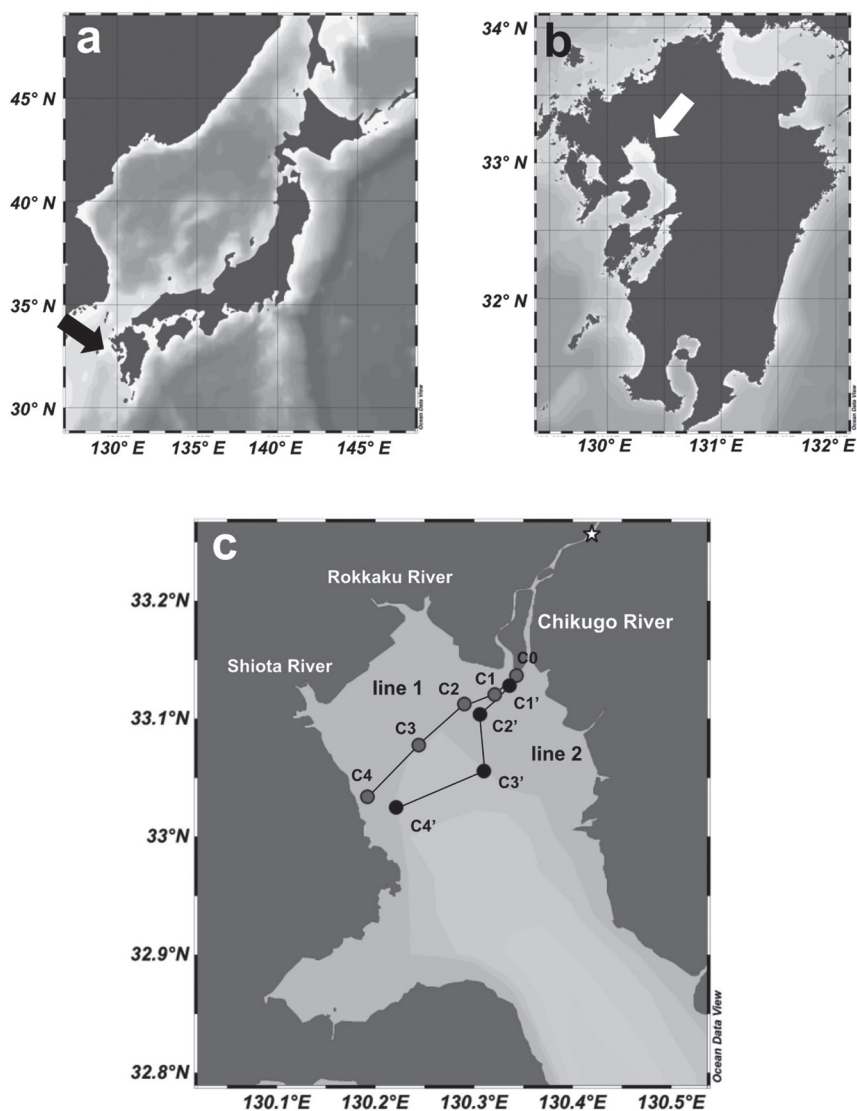 a
45° N
40° N
35° N
30° N
130° E 135° E 140° E 145° E
Ocean Data View
b
34° N
33° N
32° N
130° E 131° E 132° E
Ocean Data View
c
33.2°N
33.1°N
33°N
32.9°N
32.8°N
Rokkaku River
Chikugo River
Shiota River
C0
C1
C1’
line 1
C2
C2’
C3
line 2
C3’
C4
C4’
130.1°E 130.2°E 130.3°E 130.4°E 130.5°E
Ocean Data View